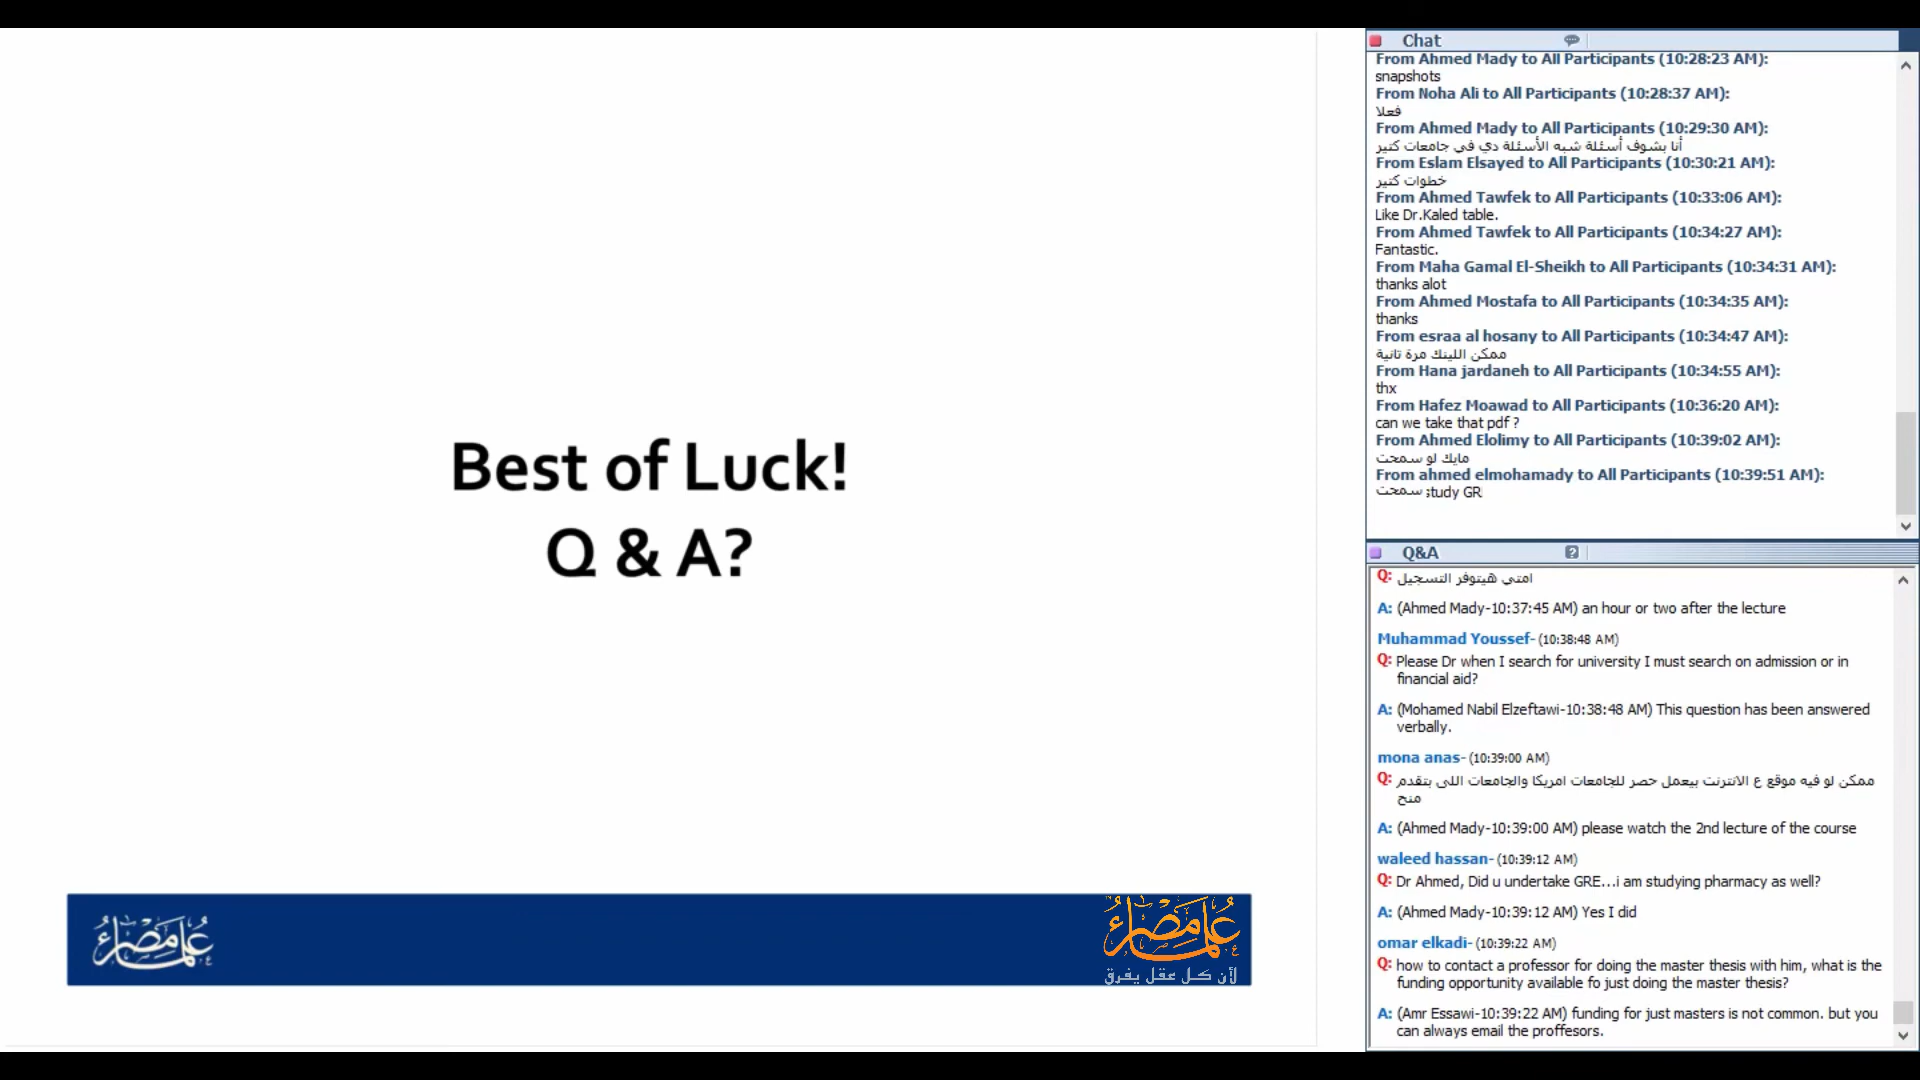 Best of Luck!
Q & A?
علماء مصر
علماء مصر
لأن كل عقل يفرق
Chat
From Ahmed Mady to All Participants (10:28:23 AM):
snapshots
From Noha Ali to All Participants (10:28:37 AM):
فعلا
From Ahmed Mady to All Participants (10:29:30 AM):
أنا بشوف أسئلة شبه الأسئلة دي في جامعات كتير
From Eslam Elsayed to All Participants (10:30:21 AM):
خطوات كتير
From Ahmed Tawfek to All Participants (10:33:06 AM):
Like Dr.Kaled table.
From Ahmed Tawfek to All Participants (10:34:27 AM):
Fantastic.
From Maha Gamal El-Sheikh to All Participants (10:34:31 AM):
thanks alot
From Ahmed Mostafa to All Participants (10:34:35 AM):
thanks
From esraa al hosany to All Participants (10:34:47 AM):
ممكن اللينك مرة تانية
From Hana jardaneh to All Participants (10:34:55 AM):
thx
From Hafez Moawad to All Participants (10:36:20 AM):
can we take that pdf ?
From Ahmed Elolimy to All Participants (10:39:02 AM):
مايك لو سمحت
From ahmed elmohamady to All Participants (10:39:51 AM):
سمحت tudy GR
Q&A
Q: امتي هيتوفر التسجيل
A: (Ahmed Mady-10:37:45 AM) an hour or two after the lecture
Muhammad Youssef- (10:38:48 AM)
Q: Please Dr when I search for university I must search on admission or in
financial aid?
A: (Mohamed Nabil Elzeftawi-10:38:48 AM) This question has been answered
verbally.
mona anas- (10:39:00 AM)
Q: ممكن لو فيه موقع ع الانترنت بيعمل حصر للجامعات امريكا والجامعات اللى بتقدم
منح
A: (Ahmed Mady-10:39:00 AM) please watch the 2nd lecture of the course
waleed hassan- (10:39:12 AM)
Q: Dr Ahmed, Did u undertake GRE...i am studying pharmacy as well?
A: (Ahmed Mady-10:39:12 AM) Yes I did
omar elkadi- (10:39:22 AM)
Q: how to contact a professor for doing the master thesis with him, what is the
funding opportunity available fo just doing the master thesis?
A: (Amr Essawi-10:39:22 AM) funding for just masters is not common. but you
can always email the proffesors.